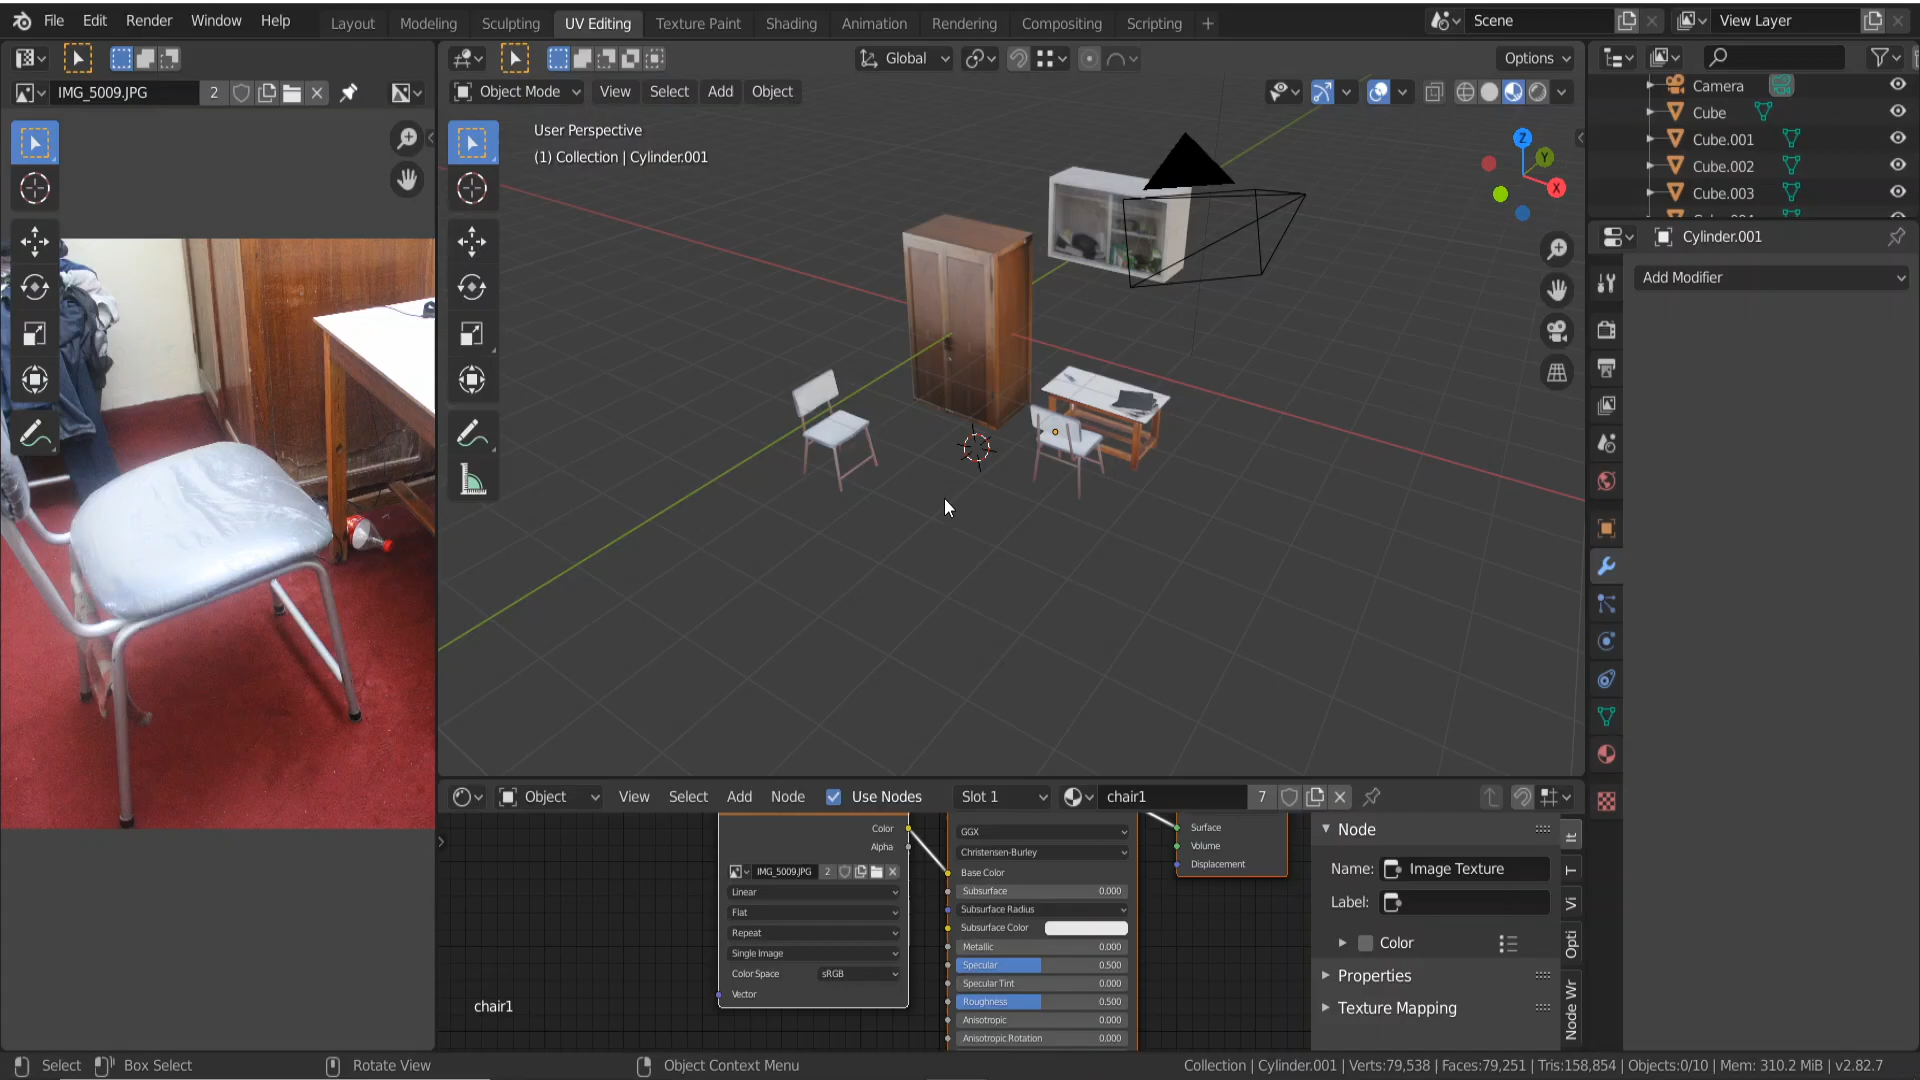 File Edit Render Window Help Layout Modeling Sculpting UV Editing Texture Paint Shading Animation Rendering Compositing Scripting + Scene View Layer
Global Options
IMG_5009.JPG 2 Object Mode View Select Add Object
User Perspective
(1) Collection | Cylinder.001
Z
Y
X
Camera
Cube
Cube.001
Cube.002
Cube.003
Cylinder.001
Add Modifier
Object View Select Add Node Use Nodes Slot 1 chair1 7
Color
Alpha
IMG_5009.JPG 2
Linear
Flat
Repeat
Single Image
Color Space sRGB
Vector
chair1
GGX
Christensen-Burley
Base Color
Subsurface 0.000
Subsurface Radius
Subsurface Color
Metallic 0.000
Specular 0.500
Specular Tint 0.000
Roughness 0.500
Anisotropic 0.000
Anisotropic Rotation 0.000
Surface
Volume
Displacement
Node
Name: Image Texture
Label:
Color
Properties
Texture Mapping
It
T
Vi
Opti
Node Wr
Select Box Select Rotate View Object Context Menu Collection | Cylinder.001 | Verts:79,538 | Faces:79,251 | Tris:158,854 | Objects:0/10 | Mem: 310.2 MiB | v2.82.7